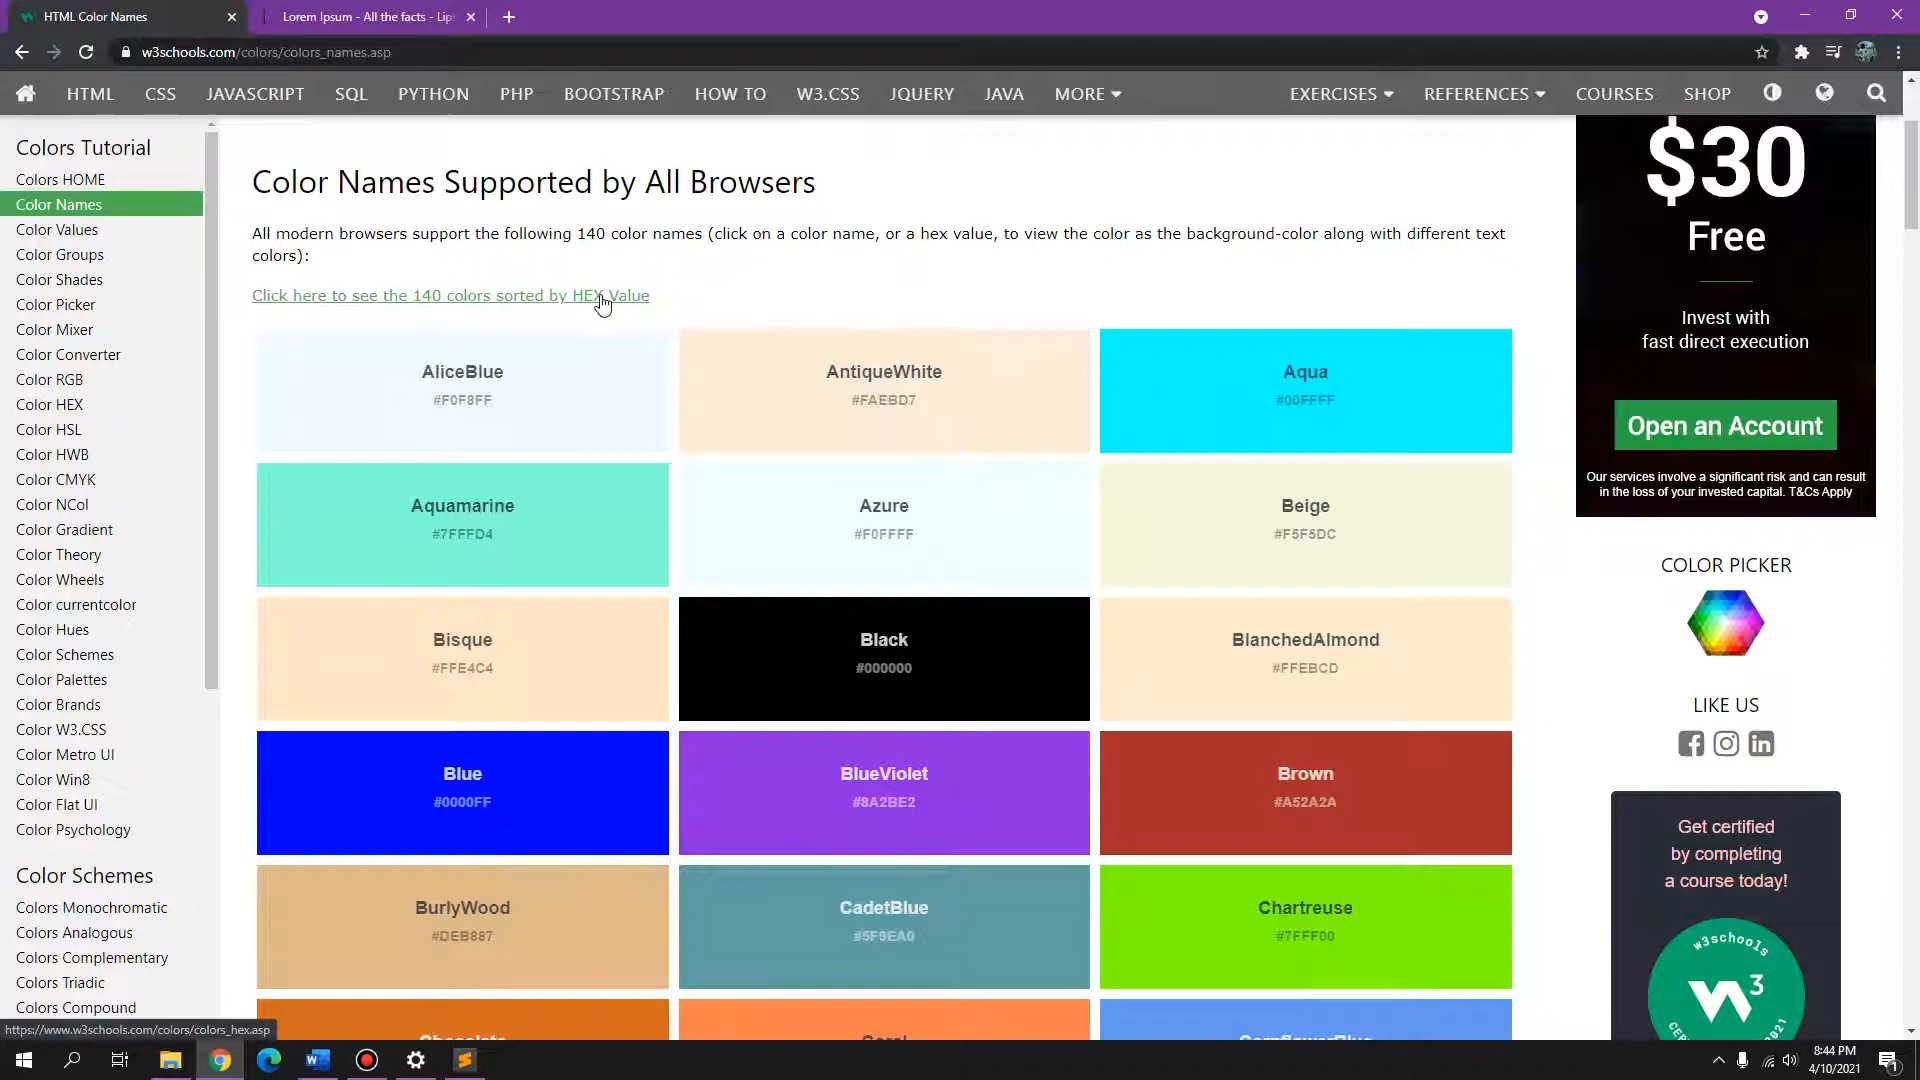 HTML Color Names
Lorem Ipsum - All the facts - Lip
w3schools.com/colors/colors_names.asp
HTML CSS JAVASCRIPT SQL PYTHON PHP BOOTSTRAP HOW TO W3.CSS JQUERY JAVA MORE EXERCISES REFERENCES COURSES SHOP
Colors Tutorial
Colors HOME
Color Names
Color Values
Color Groups
Color Shades
Color Picker
Color Mixer
Color Converter
Color RGB
Color HEX
Color HSL
Color HWB
Color CMYK
Color NCol
Color Gradient
Color Theory
Color Wheels
Color currentcolor
Color Hues
Color Schemes
Color Palettes
Color Brands
Color W3.CSS
Color Metro UI
Color Win8
Color Flat UI
Color Psychology
Color Schemes
Colors Monochromatic
Colors Analogous
Colors Complementary
Colors Triadic
Colors Compound
https://www.w3schools.com/colors/colors_hex.asp
Color Names Supported by All Browsers
All modern browsers support the following 140 color names (click on a color name, or a hex value, to view the color as the background-color along with different text
colors):
Click here to see the 140 colors sorted by HEX Value
AliceBlue
#F0F8FF
AntiqueWhite
#FAEBD7
Aqua
#00FFFF
Aquamarine
#7FFFD4
Azure
#F0FFFF
Beige
#F5F5DC
Bisque
#FFE4C4
Black
#000000
BlanchedAlmond
#FFEBCD
Blue
#0000FF
BlueViolet
#8A2BE2
Brown
#A52A2A
BurlyWood
#DEB887
CadetBlue
#5F9EA0
Chartreuse
#7FFF00
Chocolate
Coral
CornflowerBlue
$30
Free
Invest with
fast direct execution
Open an Account
Our services involve a significant risk and can result
in the loss of your invested capital. T&Cs Apply
COLOR PICKER
LIKE US
Get certified
by completing
a course today!
w3schools
W3
CERT
2021
8:44 PM
4/10/2021
1